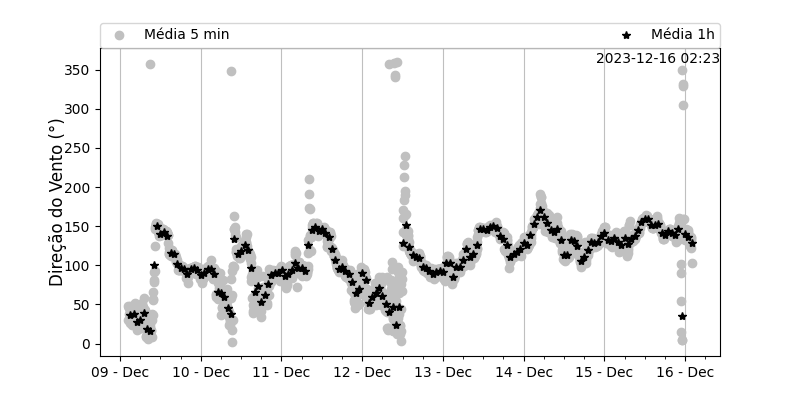 Média 5 min
Média 1h
2023-12-16 02:23
Direção do Vento (°)
350
300
250
200
150
100
50
0
09 - Dec
10 - Dec
11 - Dec
12 - Dec
13 - Dec
14 - Dec
15 - Dec
16 - Dec